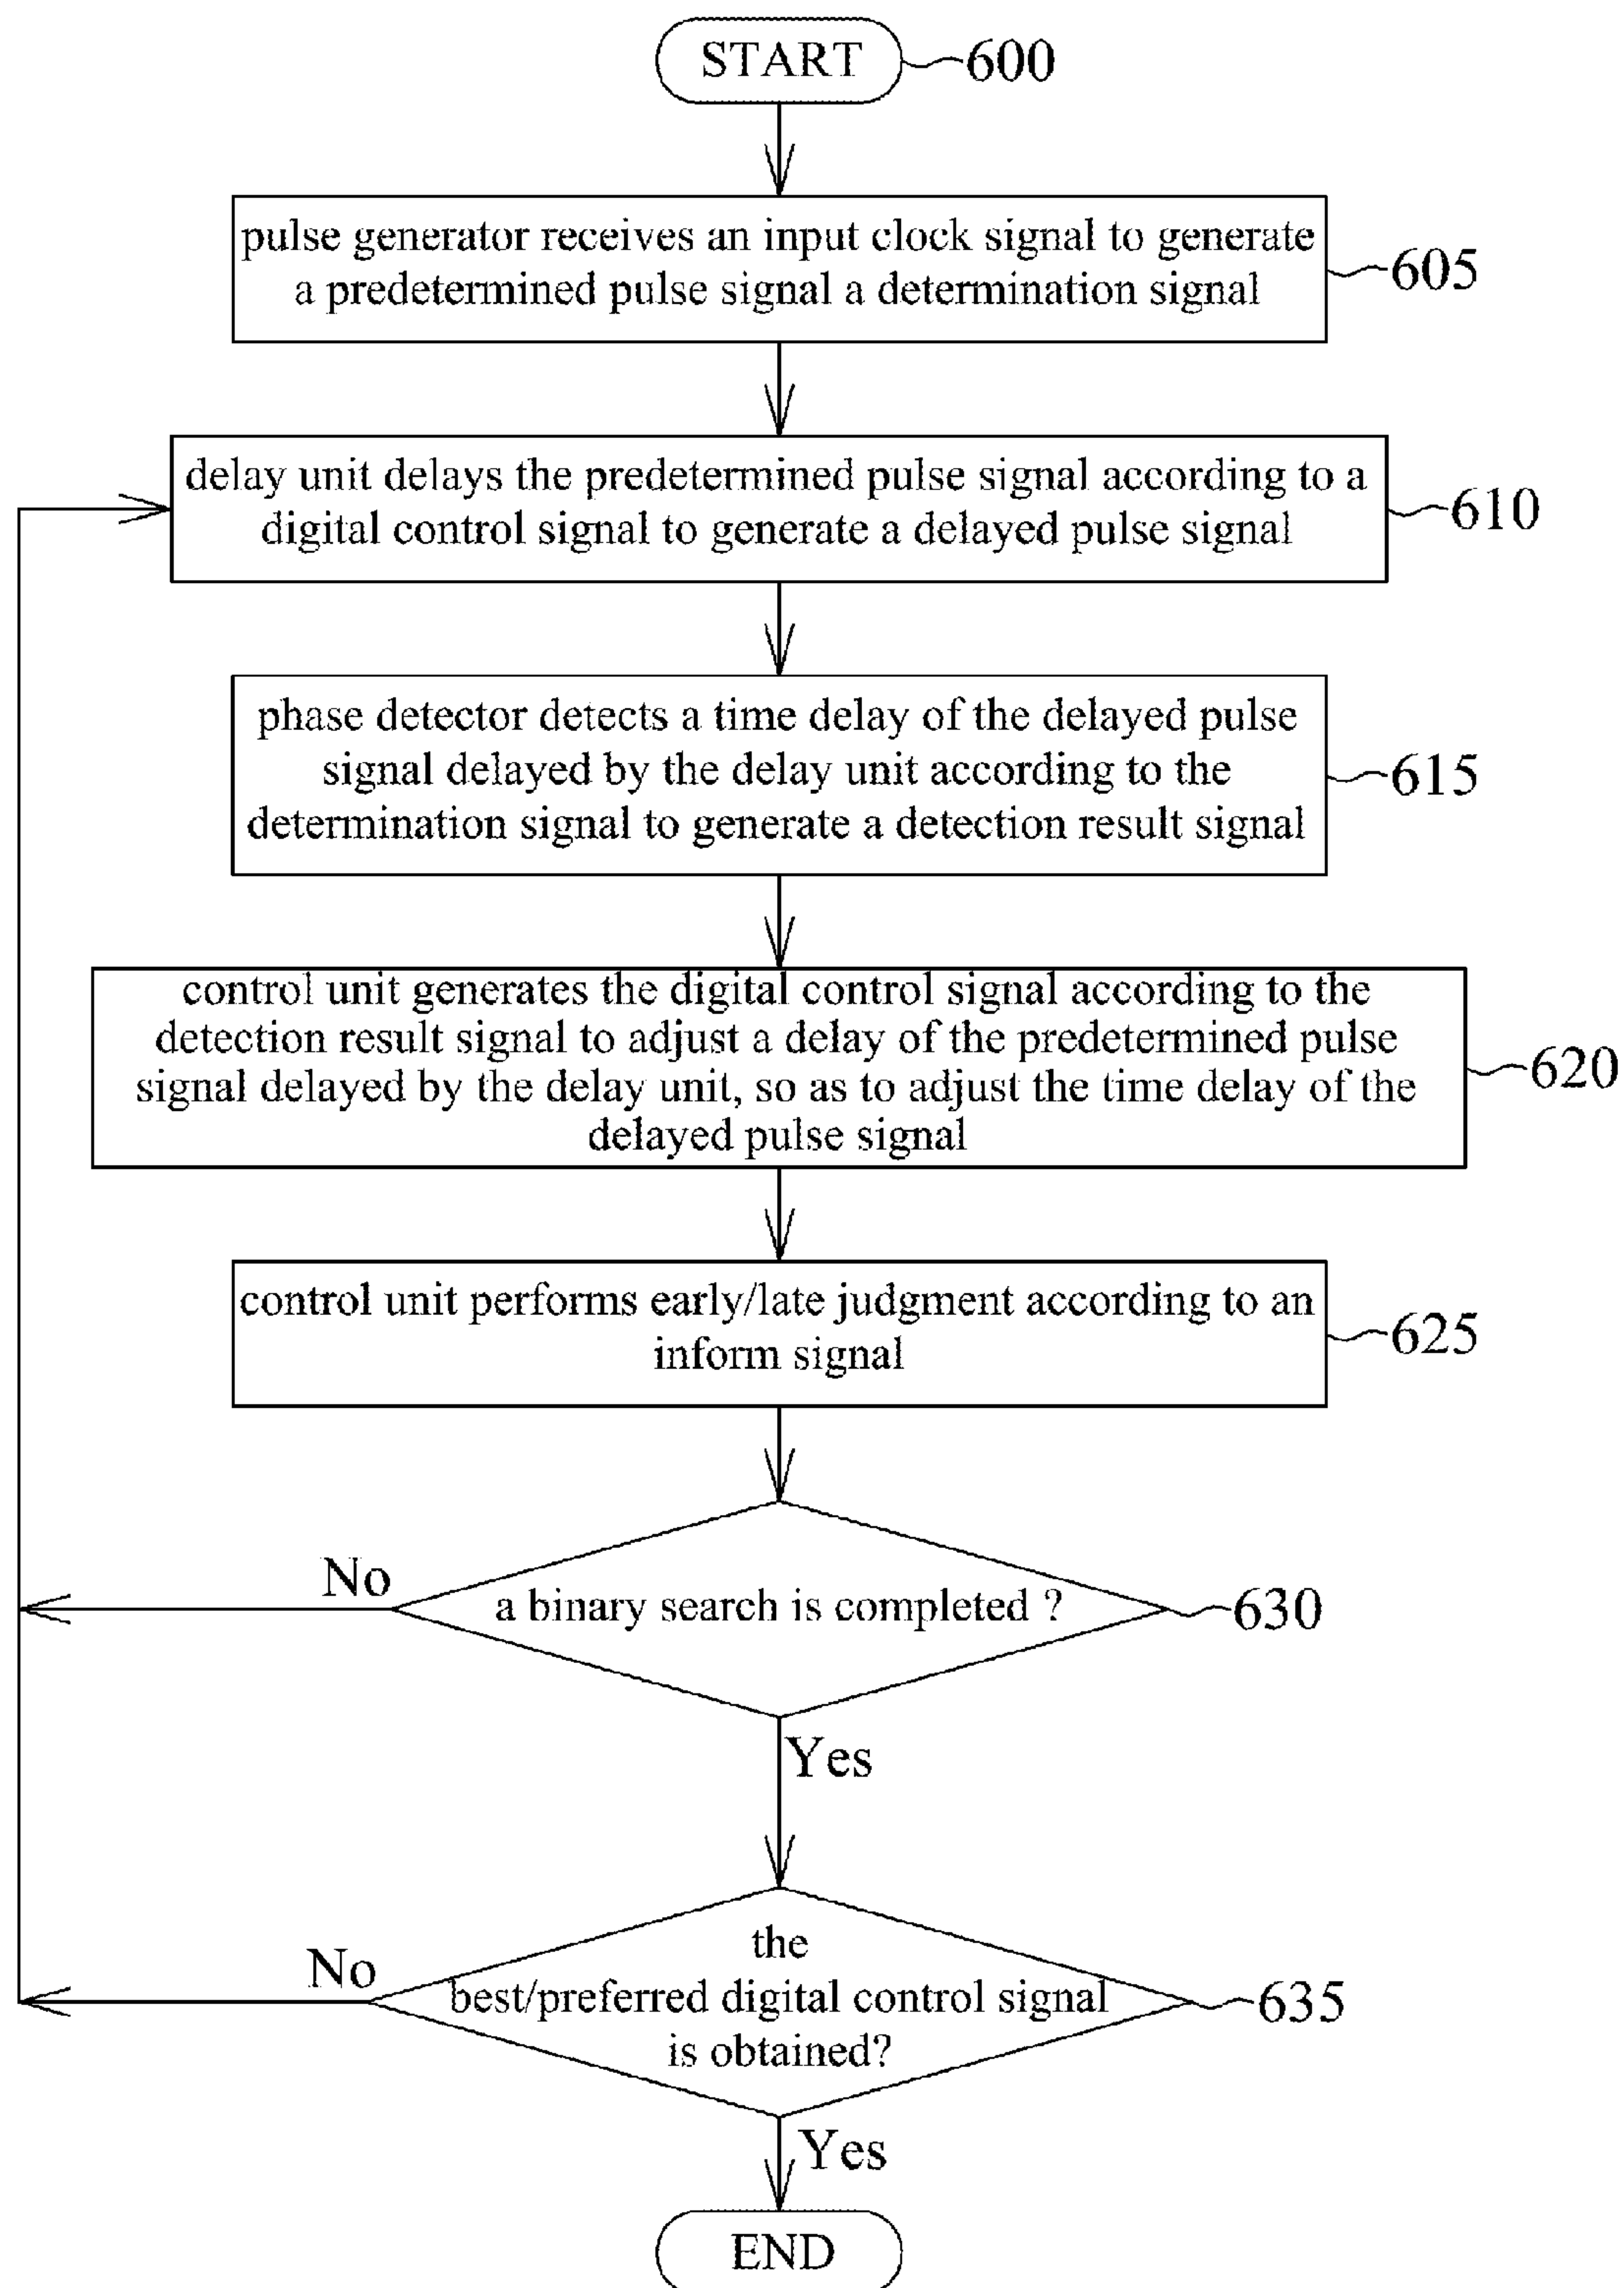 START
600
pulse generator receives an input clock signal to generate
a predetermined pulse signal a determination signal
605
delay unit delays the predetermined pulse signal according to a
digital control signal to generate a delayed pulse signal
610
phase detector detects a time delay of the delayed pulse
signal delayed by the delay unit according to the
determination signal to generate a detection result signal
615
control unit generates the digital control signal according to the
detection result signal to adjust a delay of the predetermined pulse
signal delayed by the delay unit, so as to adjust the time delay of the
delayed pulse signal
620
control unit performs early/late judgment according to an
inform signal
625
No
a binary search is completed ?
630
Yes
No
the
best/preferred digital control signal
is obtained?
635
Yes
END